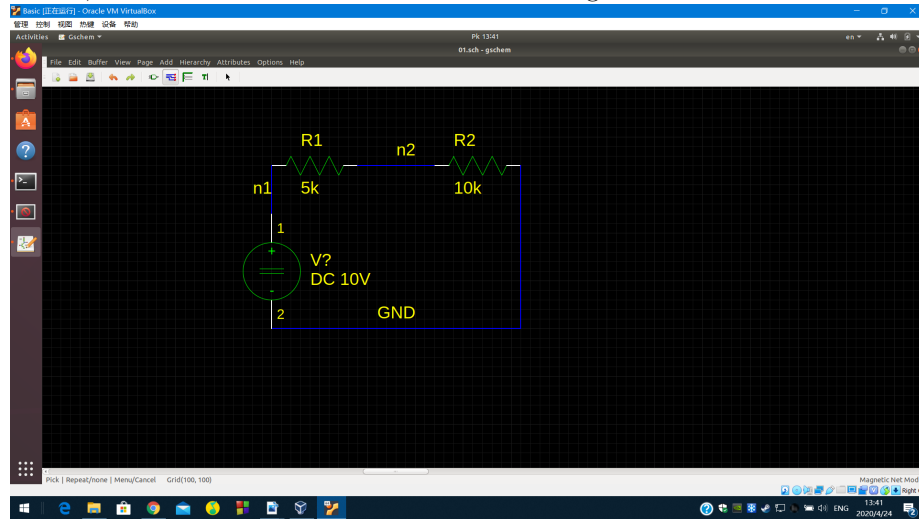 Basic [正在运行] - Oracle VM VirtualBox
管理 控制 视图 热键 设备 帮助
Activities Gschem Pk 13:41 en
01.sch - gschem
File Edit Buffer View Page Add Hierarchy Attributes Options Help
R1
n2
R2
n1
5k
10k
1
+
V?
DC 10V
-
2
GND
Pick | Repeat/none | Menu/Cancel Grid(100, 100)
Magnetic Net Mod
Right
ENG
13:41
2020/4/24